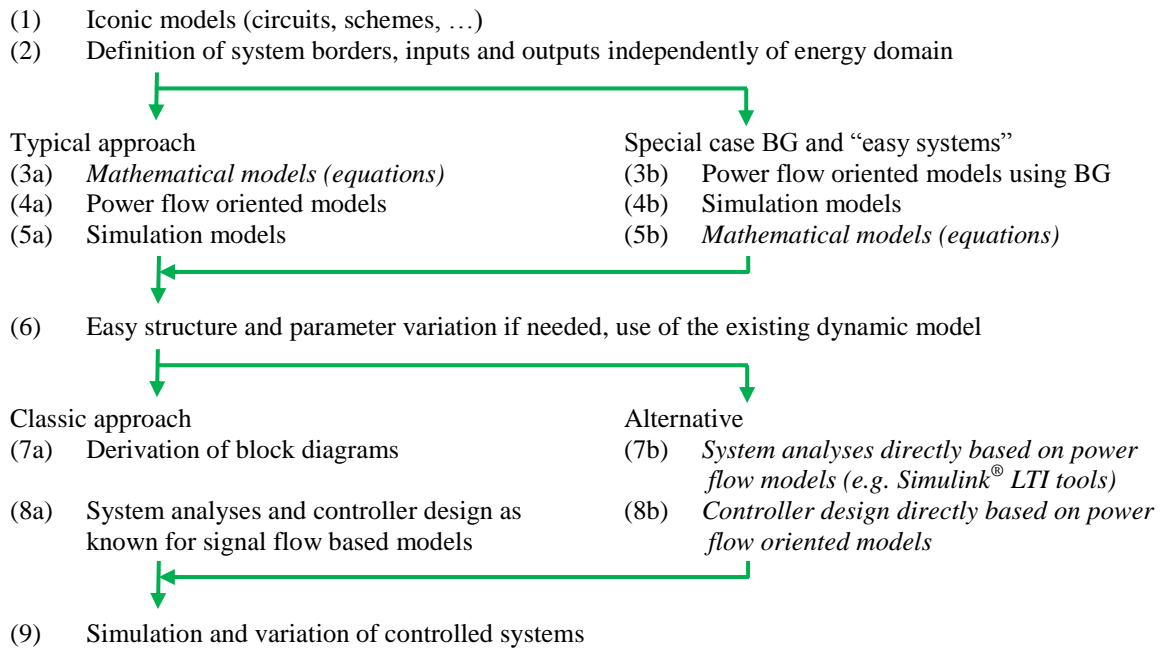 (1) Iconic models (circuits, schemes, …)
(2) Definition of system borders, inputs and outputs independently of energy domain
Typical approach
(3a) Mathematical models (equations)
(4a) Power flow oriented models
(5a) Simulation models
Special case BG and “easy systems”
(3b) Power flow oriented models using BG
(4b) Simulation models
(5b) Mathematical models (equations)
(6) Easy structure and parameter variation if needed, use of the existing dynamic model
Classic approach
(7a) Derivation of block diagrams
(8a) System analyses and controller design as
known for signal flow based models
Alternative
(7b) System analyses directly based on power
flow models (e.g. Simulink® LTI tools)
(8b) Controller design directly based on power
flow oriented models
(9) Simulation and variation of controlled systems